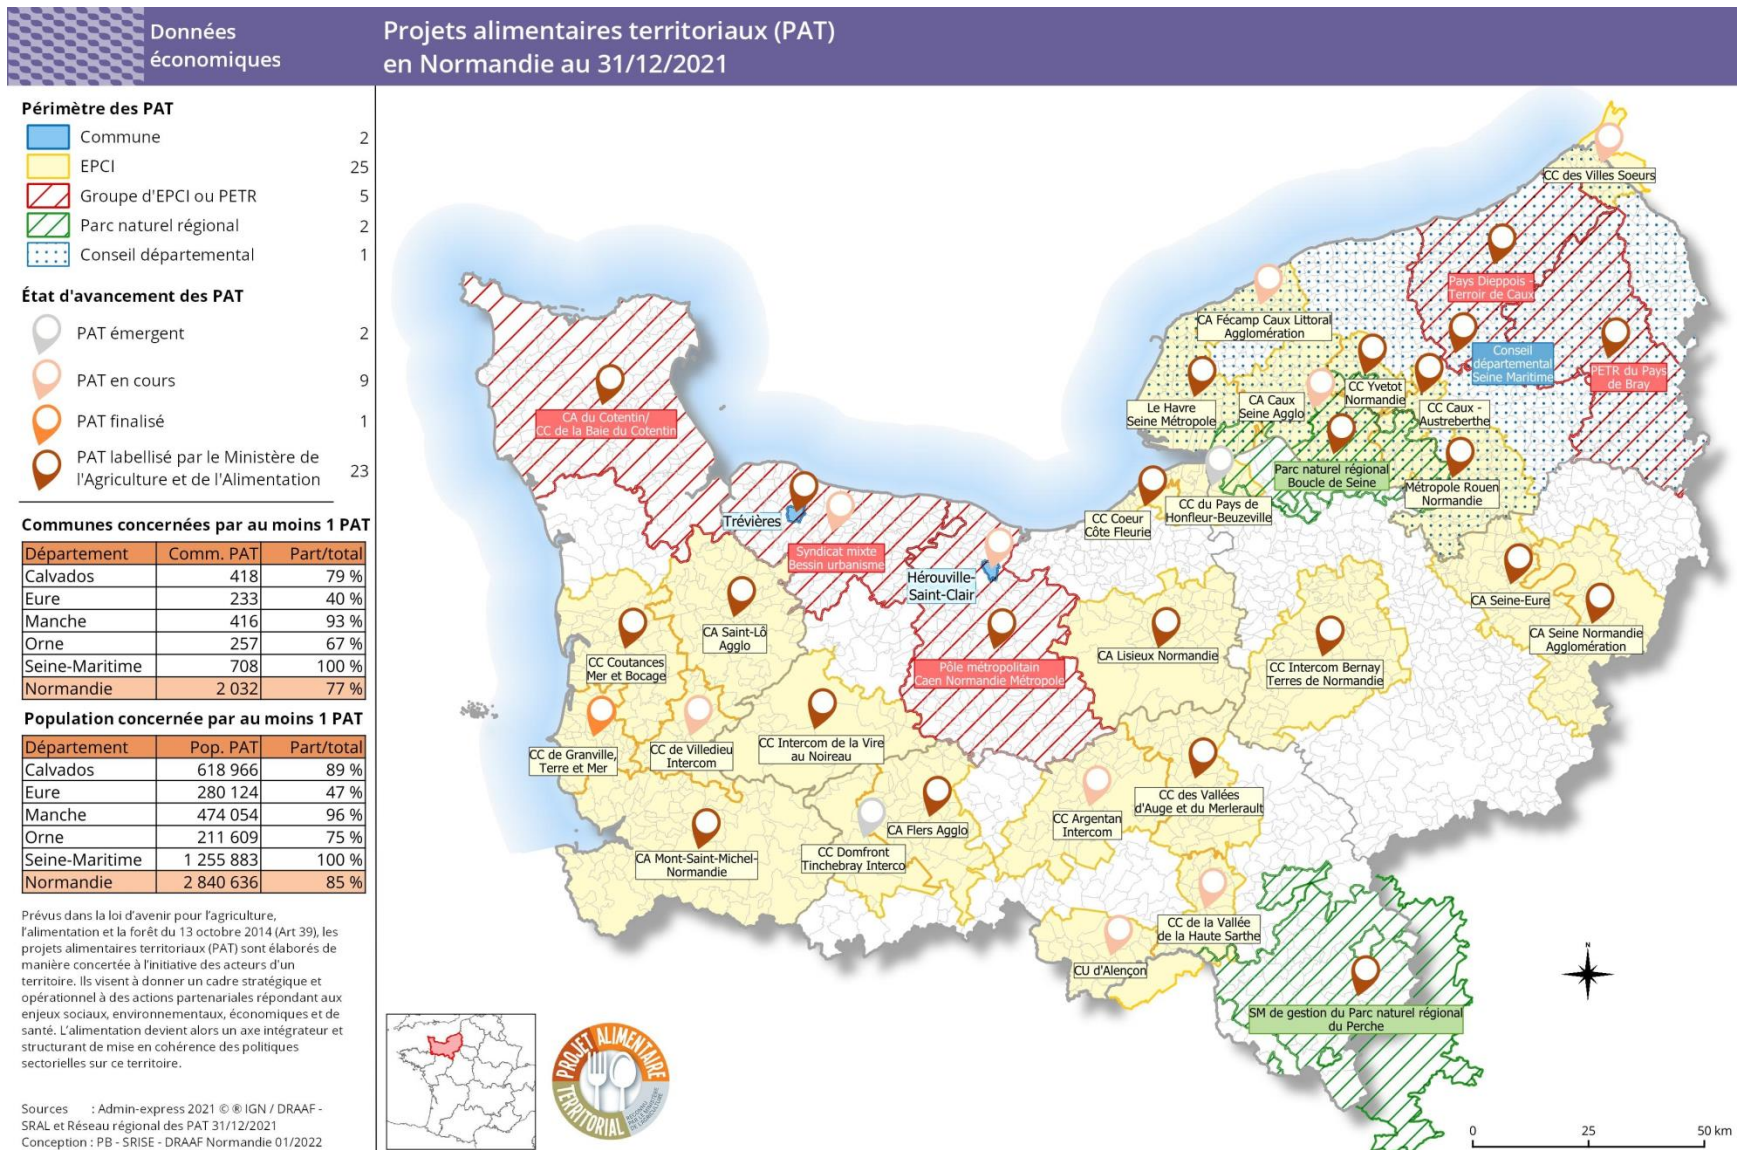 Données
économiques
Projets alimentaires territoriaux (PAT)
en Normandie au 31/12/2021
Périmètre des PAT
Commune 2
EPCI 25
Groupe d'EPCI ou PETR 5
Parc naturel régional 2
Conseil départemental 1
État d'avancement des PAT
PAT émergent 2
PAT en cours 9
PAT finalisé 1
PAT labellisé par le Ministère de
l'Agriculture et de l'Alimentation 23
Communes concernées par au moins 1 PAT
Département Comm. PAT Part/total
Calvados 418 79 %
Eure 233 40 %
Manche 416 93 %
Orne 257 67 %
Seine-Maritime 708 100 %
Normandie 2 032 77 %
Population concernée par au moins 1 PAT
Département Pop. PAT Part/total
Calvados 618 966 89 %
Eure 280 124 47 %
Manche 474 054 96 %
Orne 211 609 75 %
Seine-Maritime 1 255 883 100 %
Normandie 2 840 636 85 %
Prévus dans la loi d'avenir pour l'agriculture,
l'alimentation et la forêt du 13 octobre 2014 (Art 39), les
projets alimentaires territoriaux (PAT) sont élaborés de
manière concertée à l'initiative des acteurs d'un
territoire. Ils visent à donner un cadre stratégique et
opérationnel à des actions partenariales répondant aux
enjeux sociaux, environnementaux, économiques et de
santé. L'alimentation devient alors un axe intégrateur et
structurant de mise en cohérence des politiques
sectorielles sur ce territoire.
Sources : Admin-express 2021 © ® IGN / DRAAF -
SRAL et Réseau régional des PAT 31/12/2021
Conception : PB - SRISE - DRAAF Normandie 01/2022
CC des Villes Soeurs
Pays Dieppois -
Terroir de Caux
CA Fécamp Caux Littoral
Agglomération
Conseil
départemental
Seine Maritime
PETR du Pays
de Bray
CC Yvetot
Normandie
CA Caux
Seine Agglo
Le Havre
Seine Métropole
CC Caux -
Austreberthe
CA du Cotentin/
CC de la Baie du Cotentin
Parc naturel régional
Boucle de Seine
Métropole Rouen
Normandie
CC du Pays de
Honfleur-Beuzeville
CC Coeur
Côte Fleurie
Trévières
Syndicat mixte
Bessin urbanisme
Hérouville-
Saint-Clair
CA Seine-Eure
CA Seine Normandie
Agglomération
CA Saint-Lô
Agglo
CC Coutances
Mer et Bocage
Pôle métropolitain
Caen Normandie Métropole
CA Lisieux Normandie
CC Intercom Bernay
Terres de Normandie
CC de Granville,
Terre et Mer
CC de Villedieu
Intercom
CC Intercom de la Vire
au Noireau
CC des Vallées
d'Auge et du Merlerault
CC Argentan
Intercom
CA Flers Agglo
CC Domfront
Tinchebray Interco
CA Mont-Saint-Michel-
Normandie
CC de la Vallée
de la Haute Sarthe
CU d'Alençon
SM de gestion du Parc naturel régional
du Perche
N
PROJET ALIMENTAIRE
TERRITORIAL
RECONNU
PAR LE MINISTÈRE
DE L'AGRICULTURE
0 25 50 km